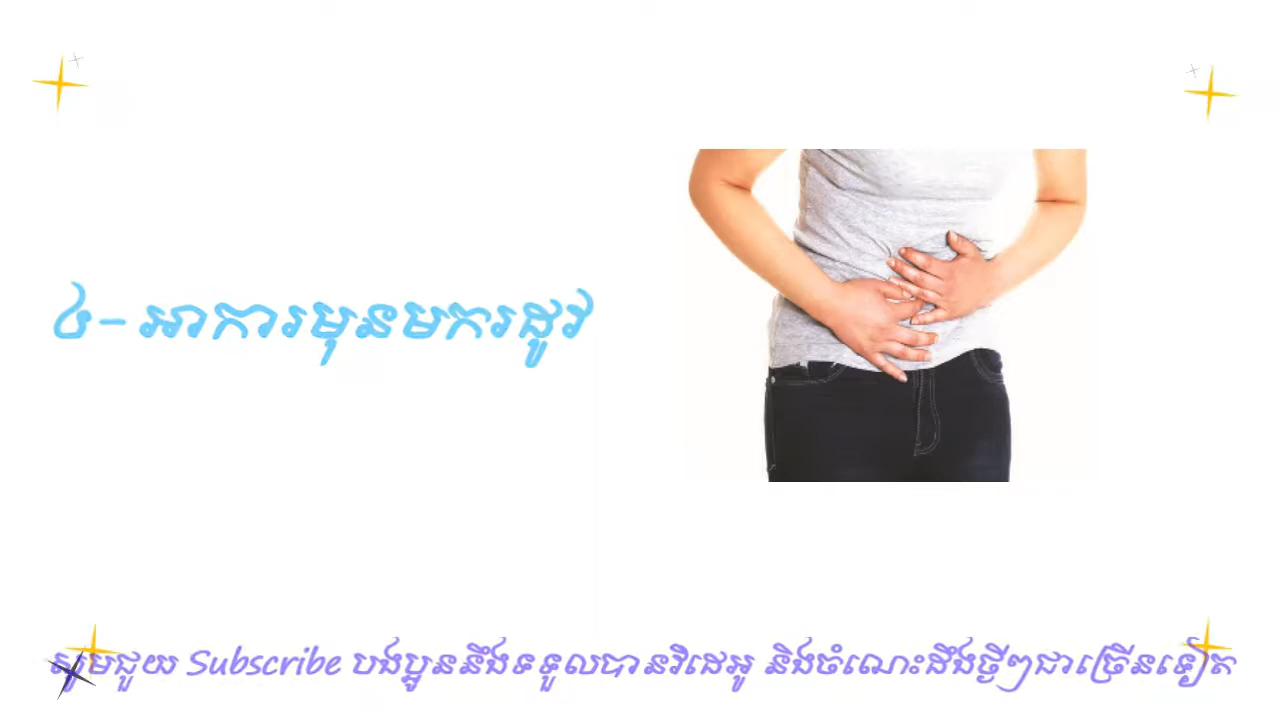 ៤-អាការមុនមករដូវ
សូមជួយ Subscribe បងប្អូននឹងទទួលបានវិដេអូ និងចំណេះដឹងថ្មីៗជាច្រើនទៀត